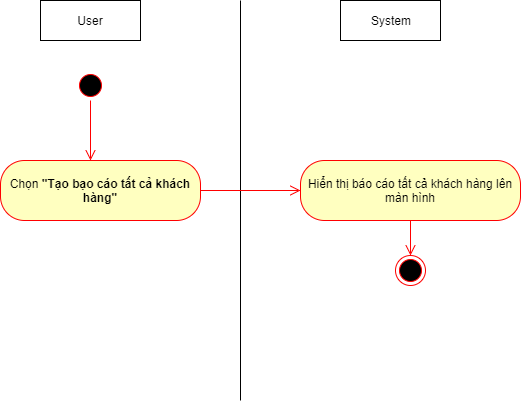 User
System
Chọn "Tạo bạo cáo tất cả khách
hàng"
Hiển thị báo cáo tất cả khách hàng lên
màn hình